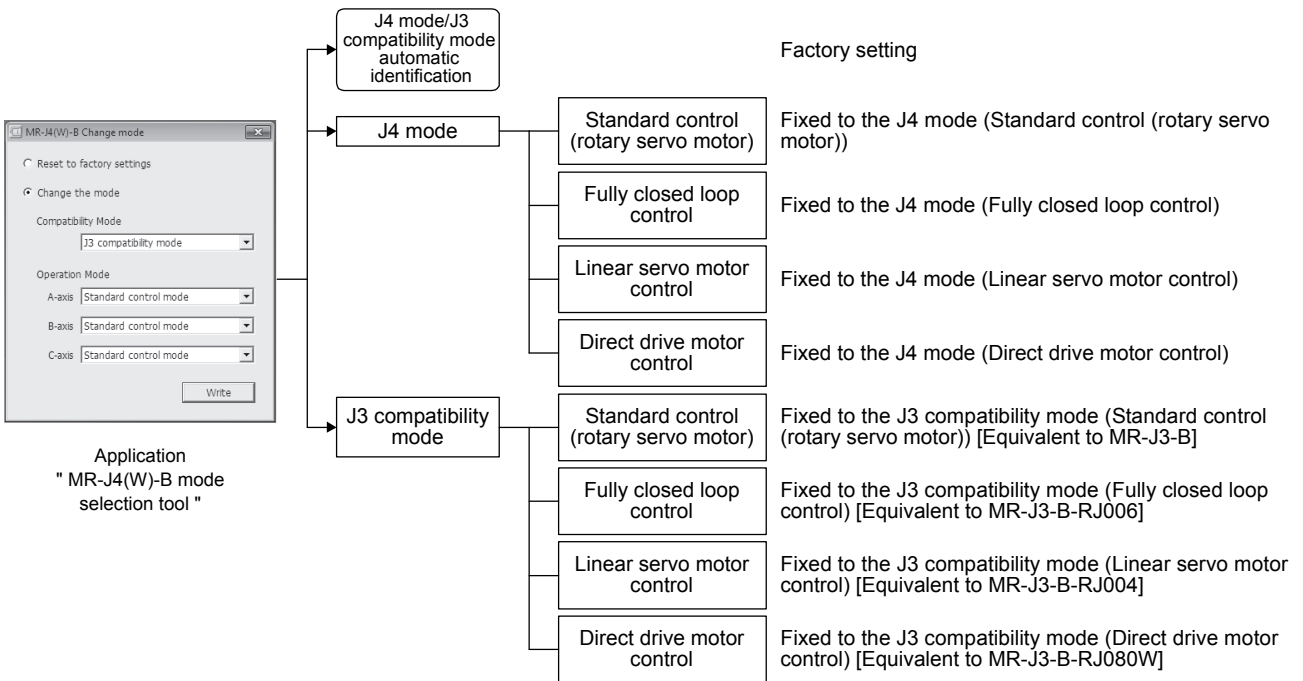 J4 mode/J3
compatibility mode
automatic
identification
Factory setting
MR-J4(W)-B Change mode
Reset to factory settings
Change the mode
Compatibility Mode
J3 compatibility mode
Operation Mode
A-axis Standard control mode
B-axis Standard control mode
C-axis Standard control mode
Write
Application
" MR-J4(W)-B mode
selection tool "
J4 mode
Standard control
(rotary servo motor)
Fixed to the J4 mode (Standard control (rotary servo
motor))
Fully closed loop
control
Fixed to the J4 mode (Fully closed loop control)
Linear servo motor
control
Fixed to the J4 mode (Linear servo motor control)
Direct drive motor
control
Fixed to the J4 mode (Direct drive motor control)
J3 compatibility
mode
Standard control
(rotary servo motor)
Fixed to the J3 compatibility mode (Standard control
(rotary servo motor)) [Equivalent to MR-J3-B]
Fully closed loop
control
Fixed to the J3 compatibility mode (Fully closed loop
control) [Equivalent to MR-J3-B-RJ006]
Linear servo motor
control
Fixed to the J3 compatibility mode (Linear servo motor
control) [Equivalent to MR-J3-B-RJ004]
Direct drive motor
control
Fixed to the J3 compatibility mode (Direct drive motor
control) [Equivalent to MR-J3-B-RJ080W]